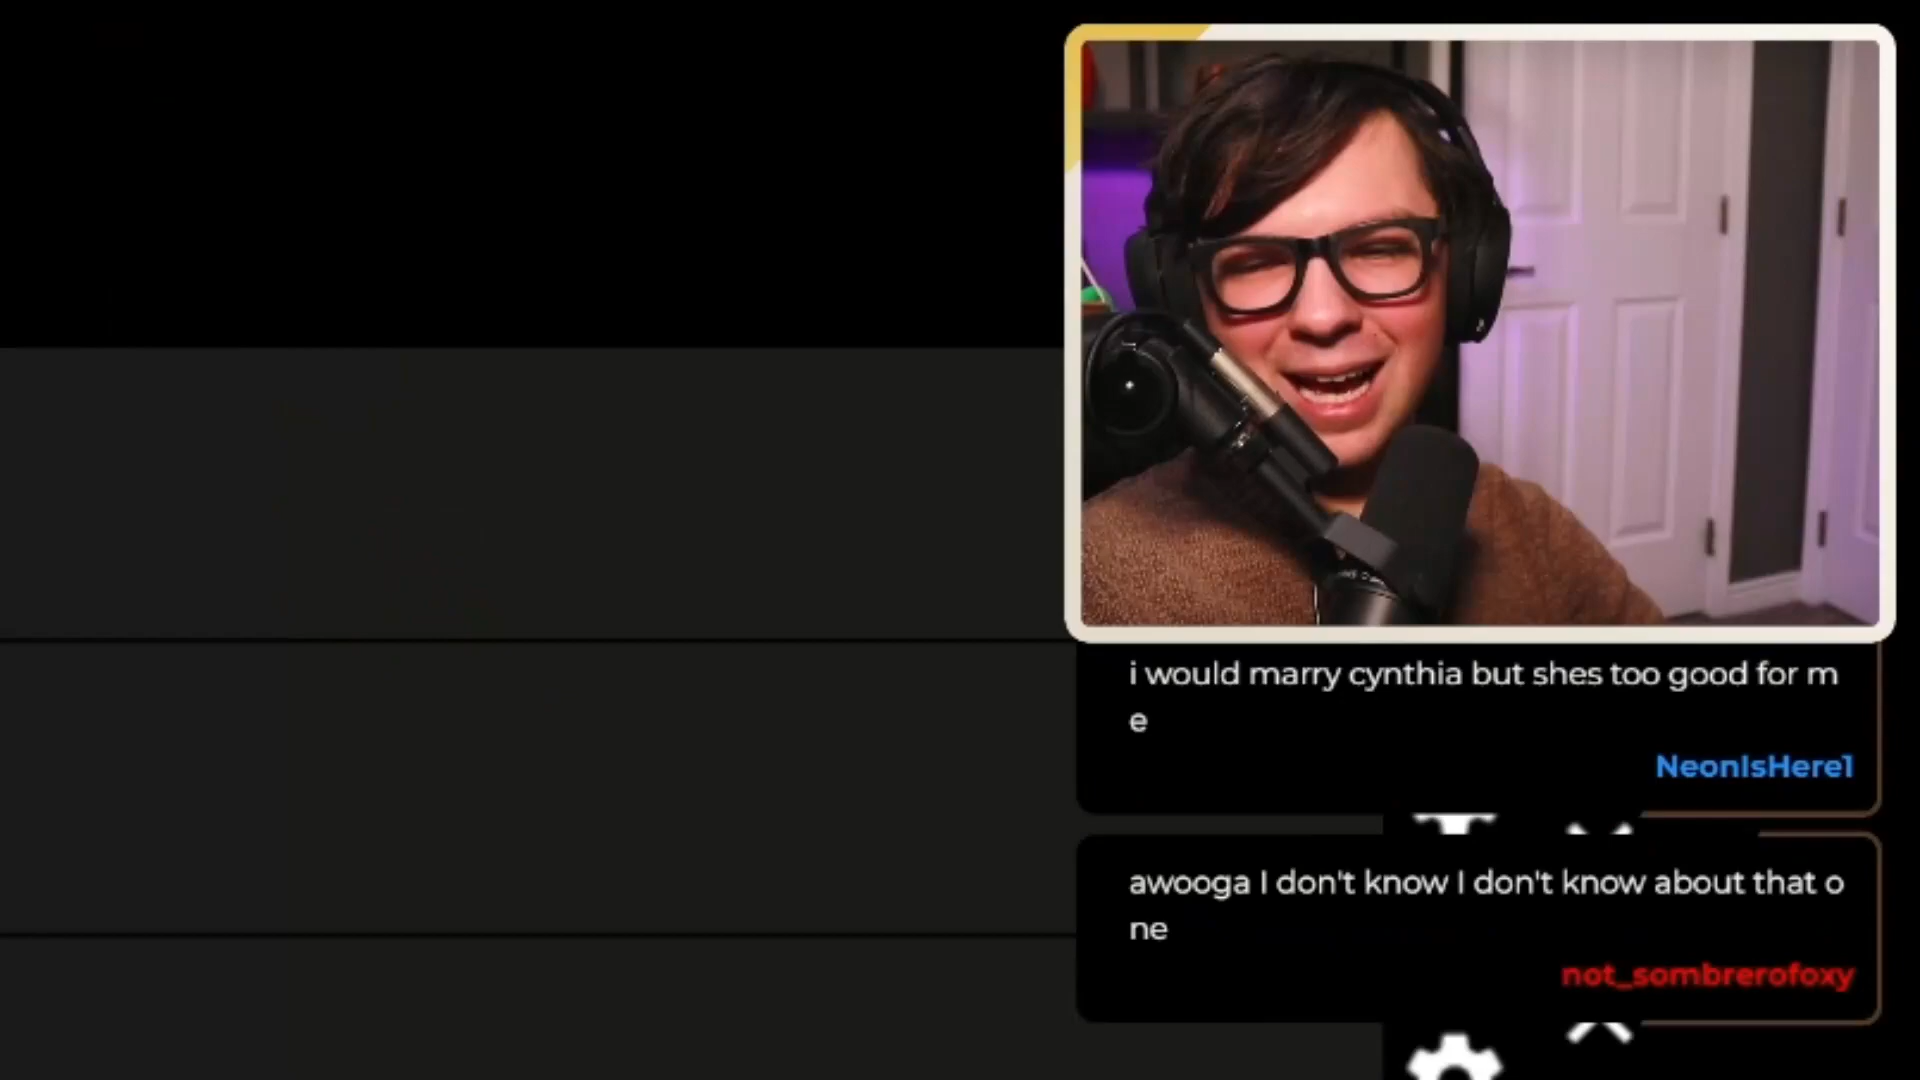 i would marry cynthia but shes too good for m
e
NeonIsHere1
awooga I don't know I don't know about that o
ne
not_sombrerofoxy